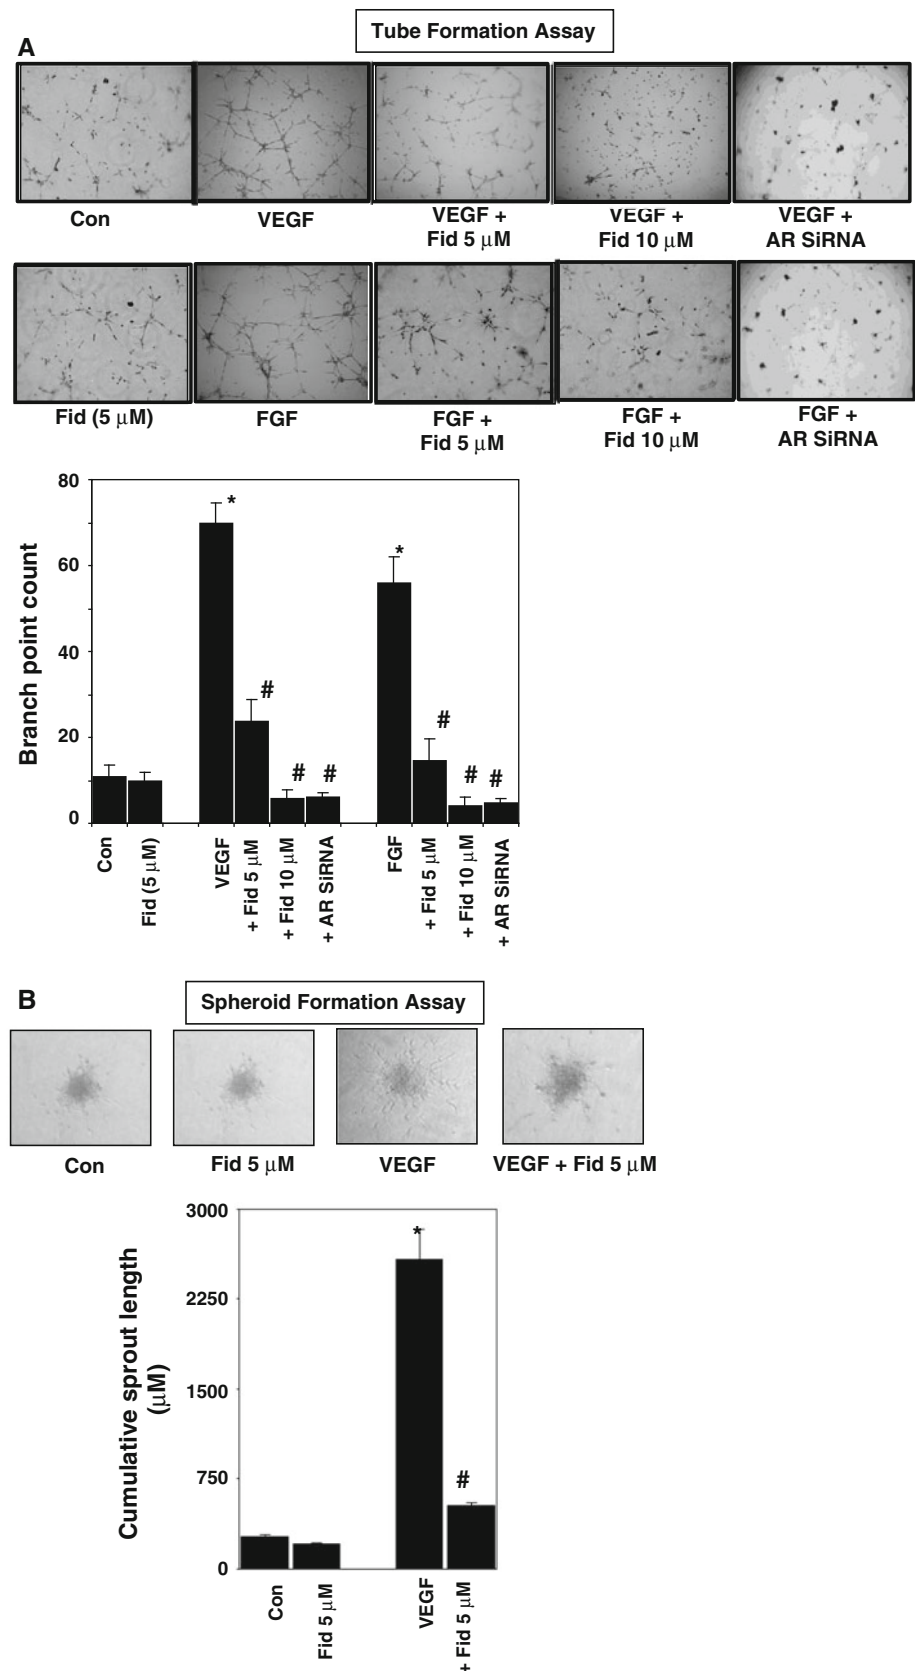 Tube Formation Assay
A
Con
VEGF
VEGF +
Fid 5 μM
VEGF +
Fid 10 μM
VEGF +
AR SiRNA
Fid (5 μM)
FGF
FGF +
Fid 5 μM
FGF +
Fid 10 μM
FGF +
AR SiRNA
Branch point count
80
60
40
20
0
*
#
# #
*
#
# #
Con
Fid (5 μM)
VEGF
+ Fid 5 μM
+ Fid 10 μM
+ AR SiRNA
FGF
+ Fid 5 μM
+ Fid 10 μM
+ AR SiRNA
B
Spheroid Formation Assay
Con
Fid 5 μM
VEGF
VEGF + Fid 5 μM
Cumulative sprout length
(μM)
3000
2250
1500
750
0
*
#
Con
Fid 5 μM
VEGF
+ Fid 5 μM